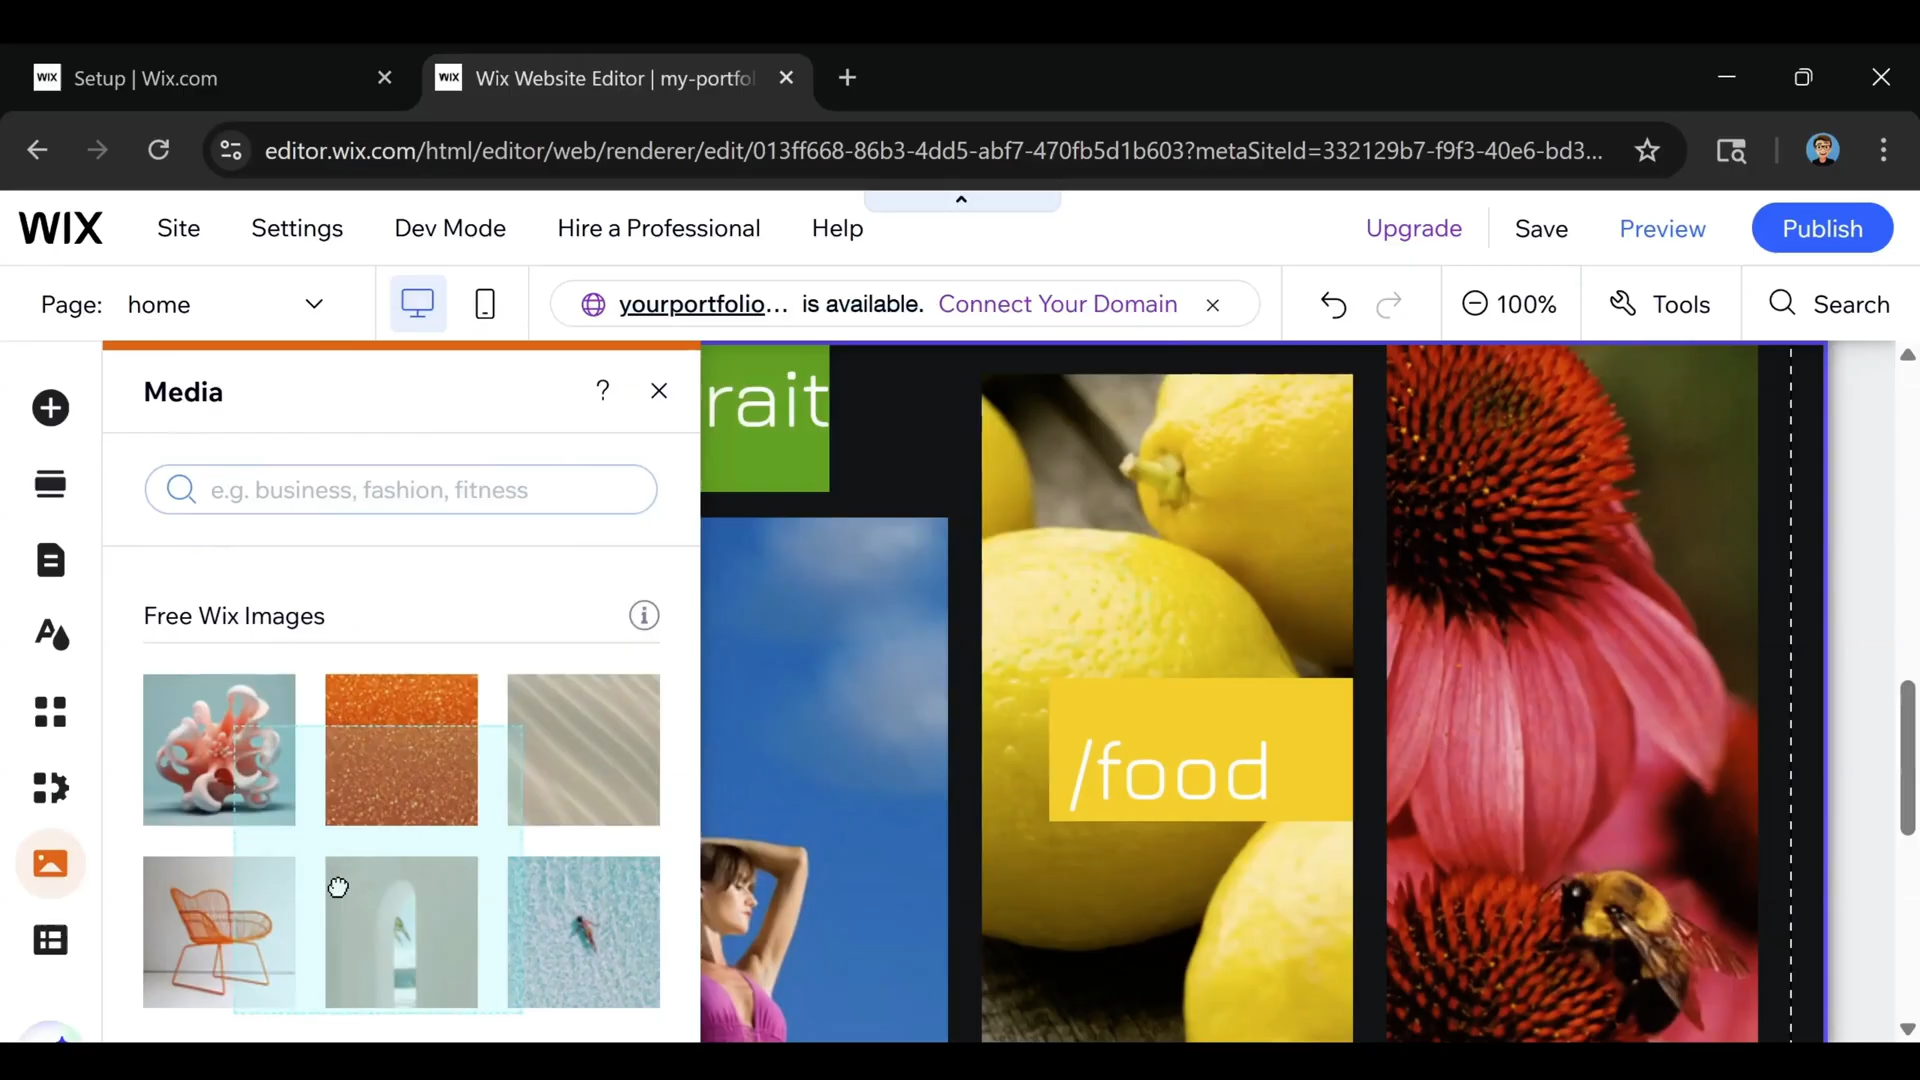 WIX Setup | Wix.com
WIX Wix Website Editor | my-portfo
editor.wix.com/html/editor/web/renderer/edit/013ff668-86b3-4dd5-abf7-470fb5d1b603?metaSiteId=332129b7-f9f3-40e6-bd3...
WIX Site Settings Dev Mode Hire a Professional Help Upgrade Save Preview Publish
Page: home yourportfolio... is available. Connect Your Domain 100% Tools Search
Media ?
rait
e.g. business, fashion, fitness
Free Wix Images
/food